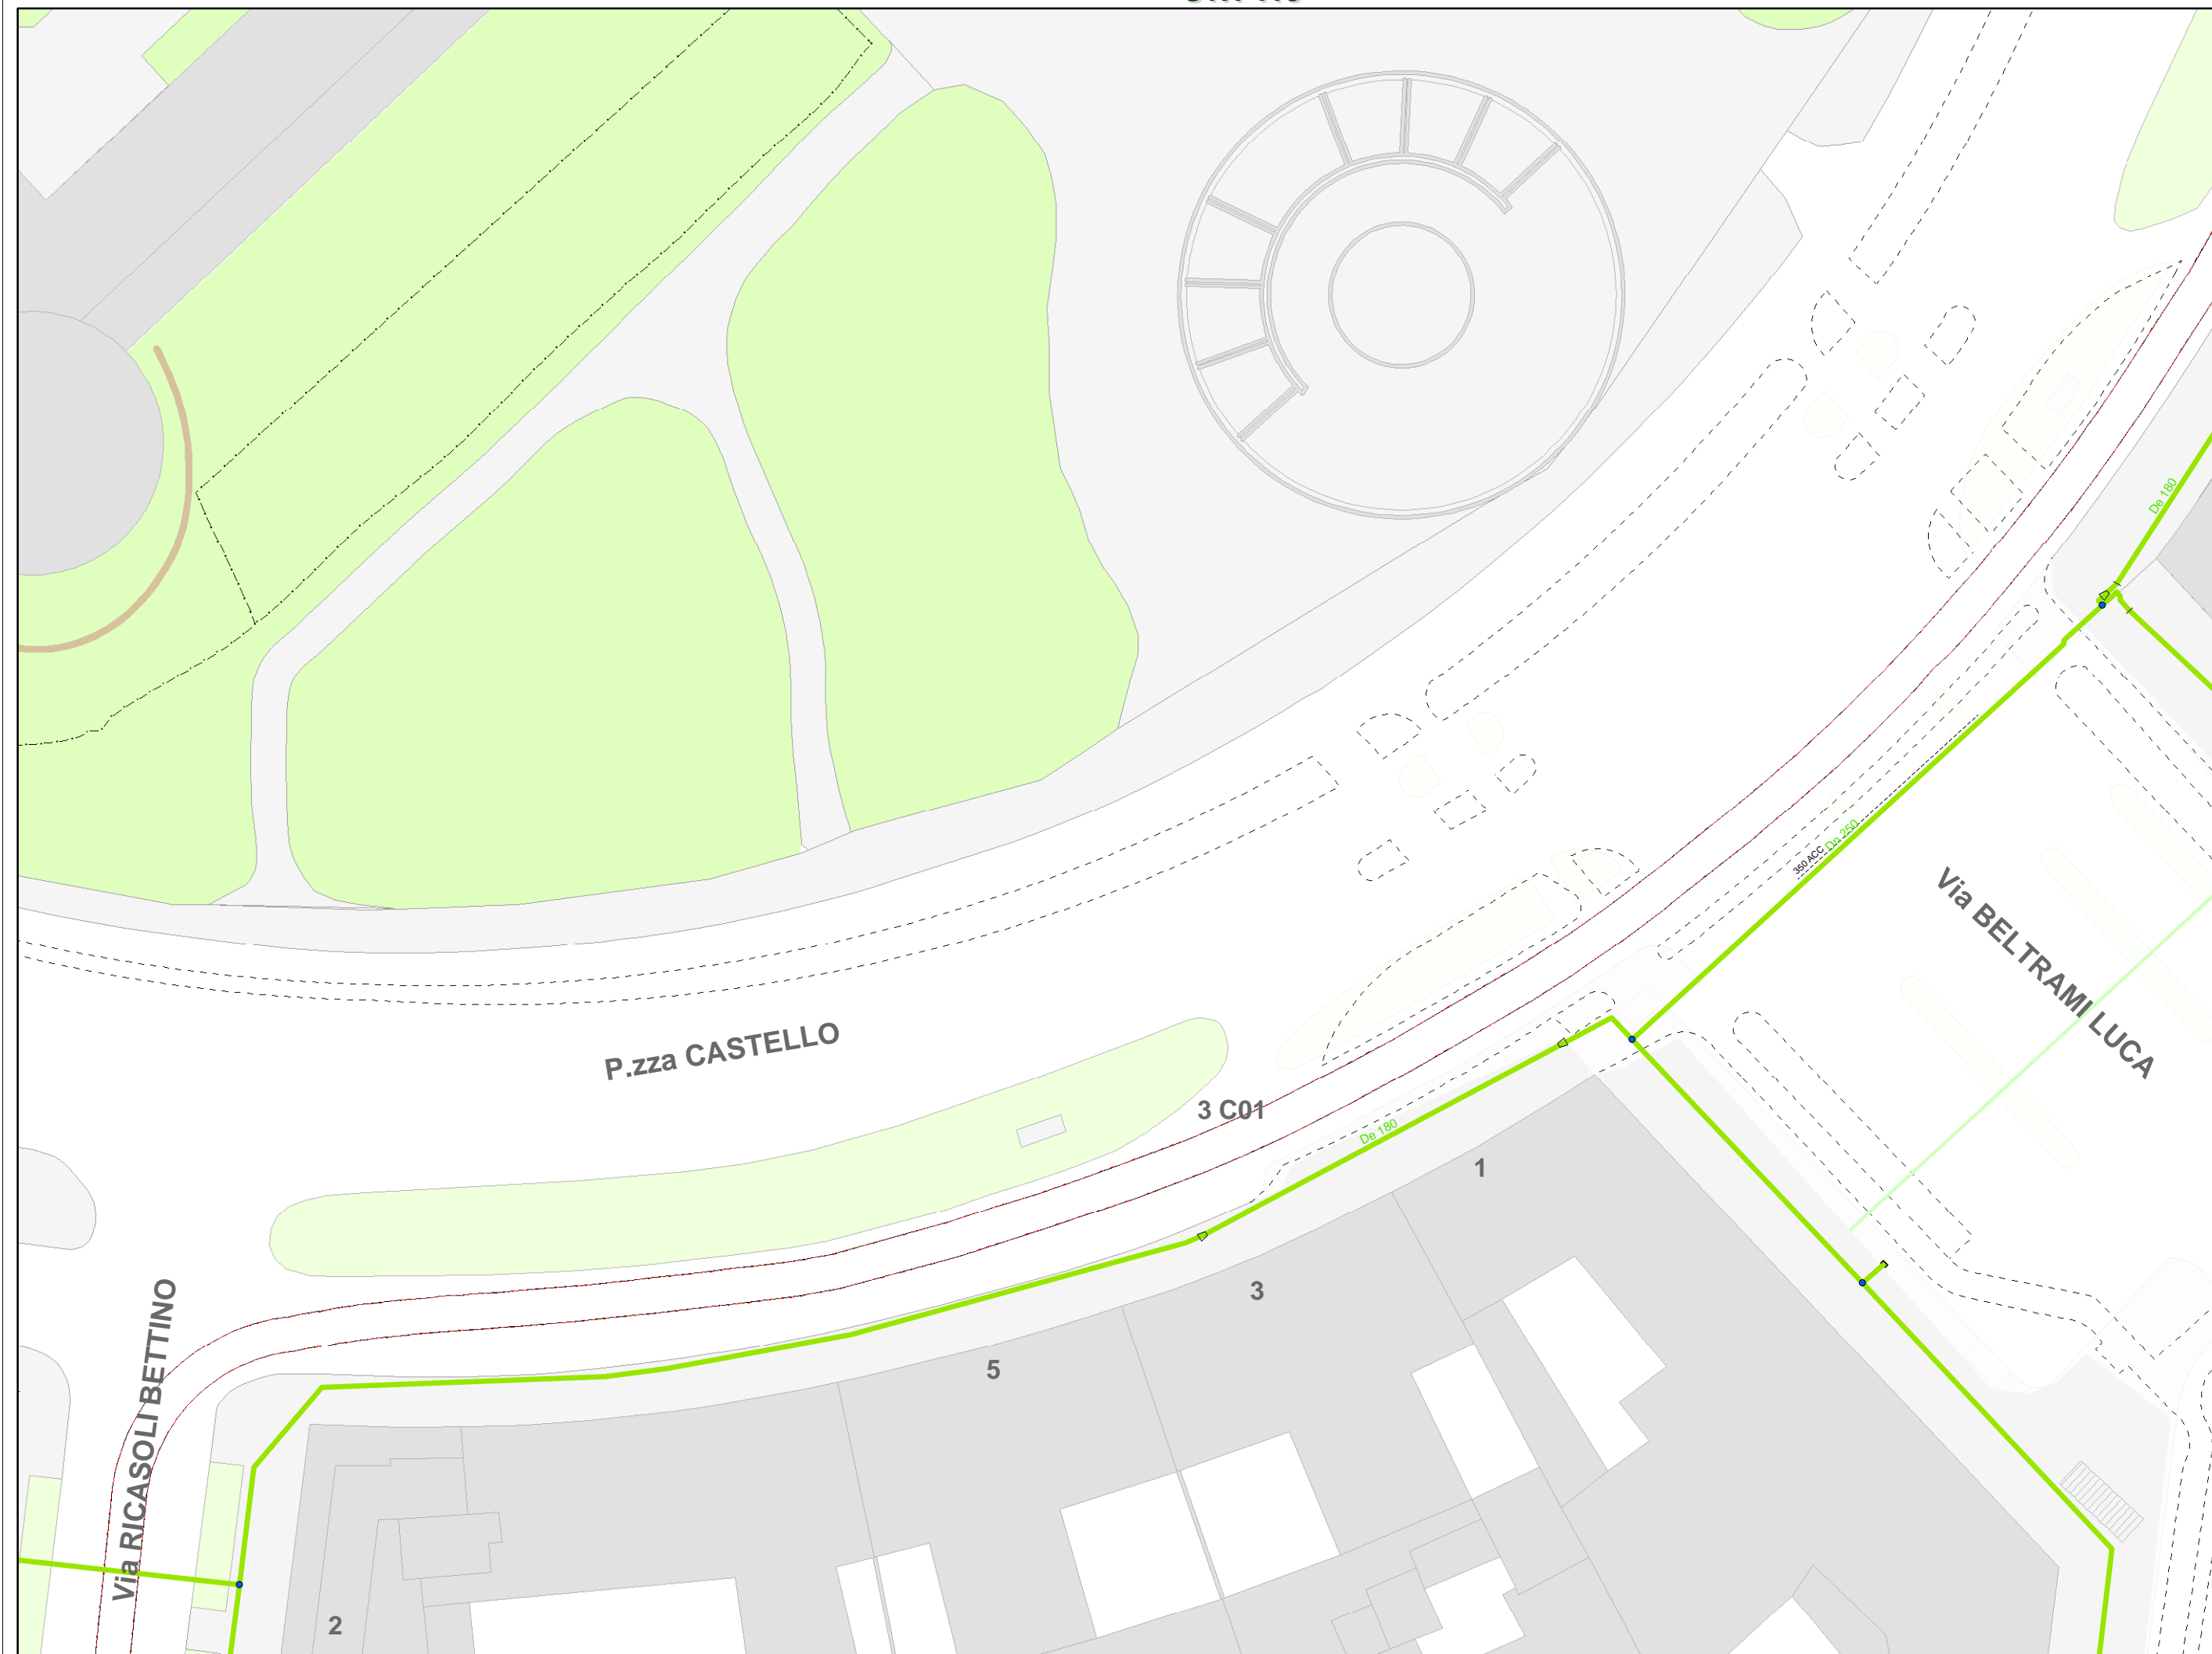 De 180
350 ACC
De 250
Via BELTRAMI LUCA
P.zza CASTELLO
3 C01
De 180
1
3
5
Via RICASOLI BETTINO
2